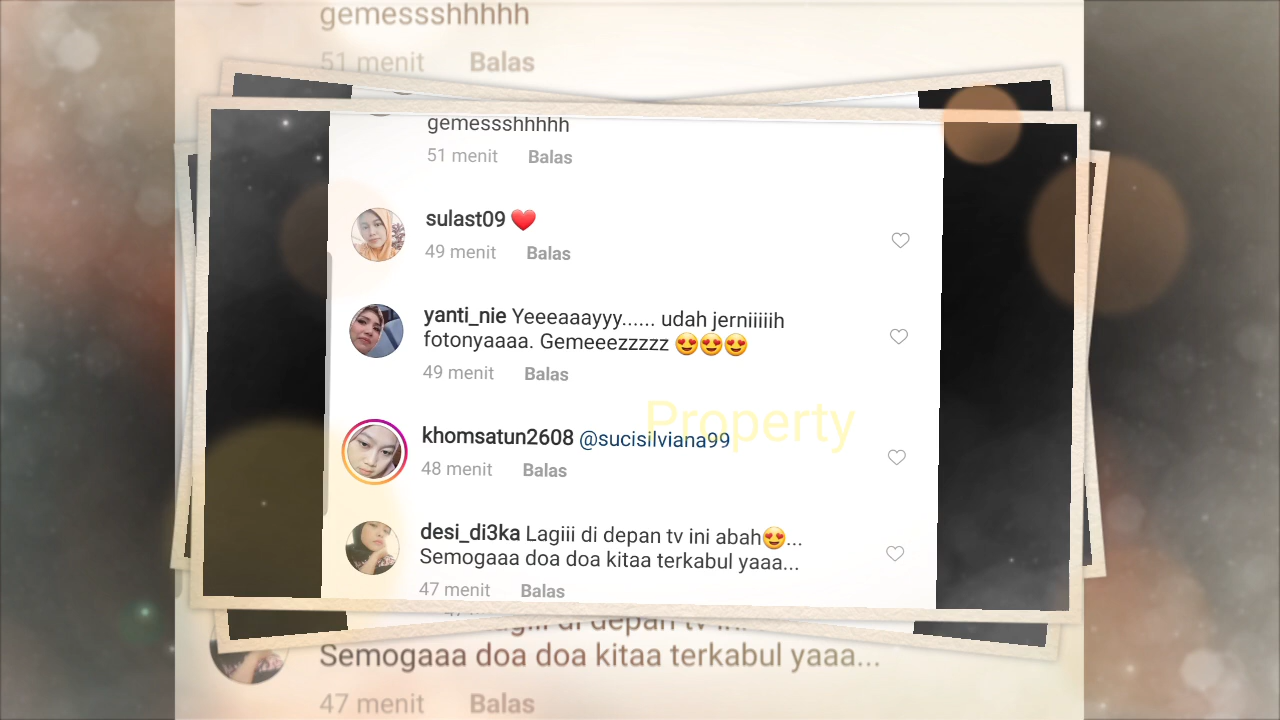 gemessshhhhh
51 menit Balas
gemessshhhhh
51 menit Balas
sulast09 ❤️
49 menit Balas
yanti_nie Yeeeaaayyy...... udah jerniiiiih
fotonyaaaa. Gemeeezzzzz 😍😍😍
49 menit Balas
Property
khomsatun2608 @sucisilviana99
48 menit Balas
desi_di3ka Lagiii di depan tv ini abah😍...
Semogaaa doa doa kitaa terkabul yaaa...
47 menit Balas
Semogaaa doa doa kitaa terkabul yaaa...
47 menit Balas